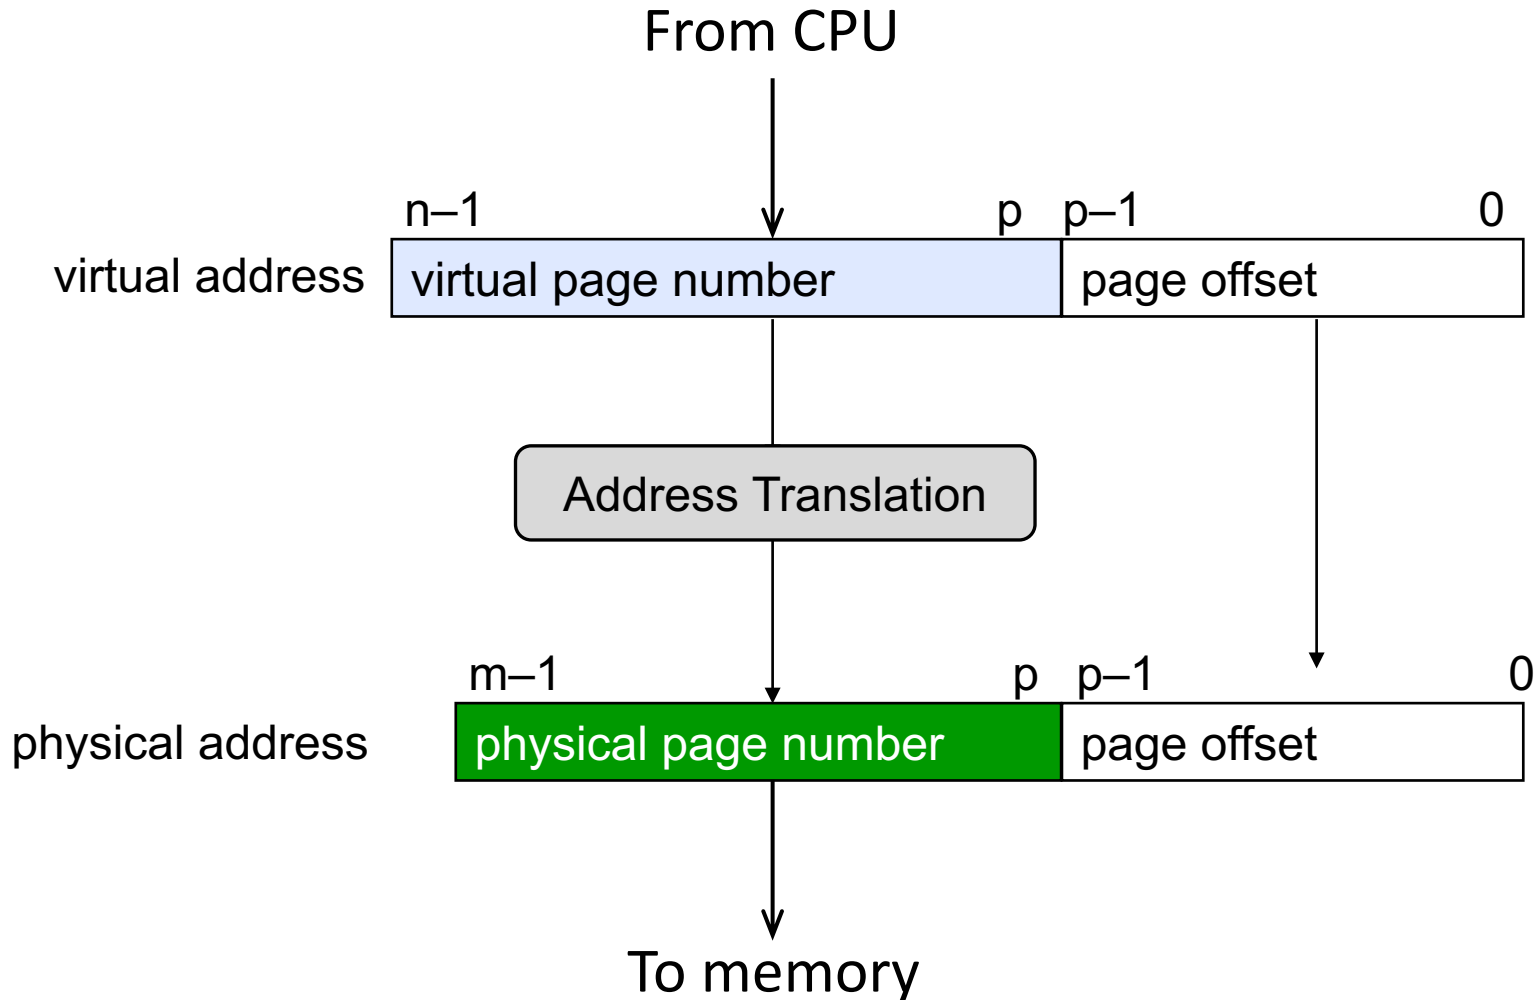 From CPU
n–1 p p–1 0
virtual address virtual page number page offset
Address Translation
m–1 p p–1 0
physical address physical page number page offset
To memory